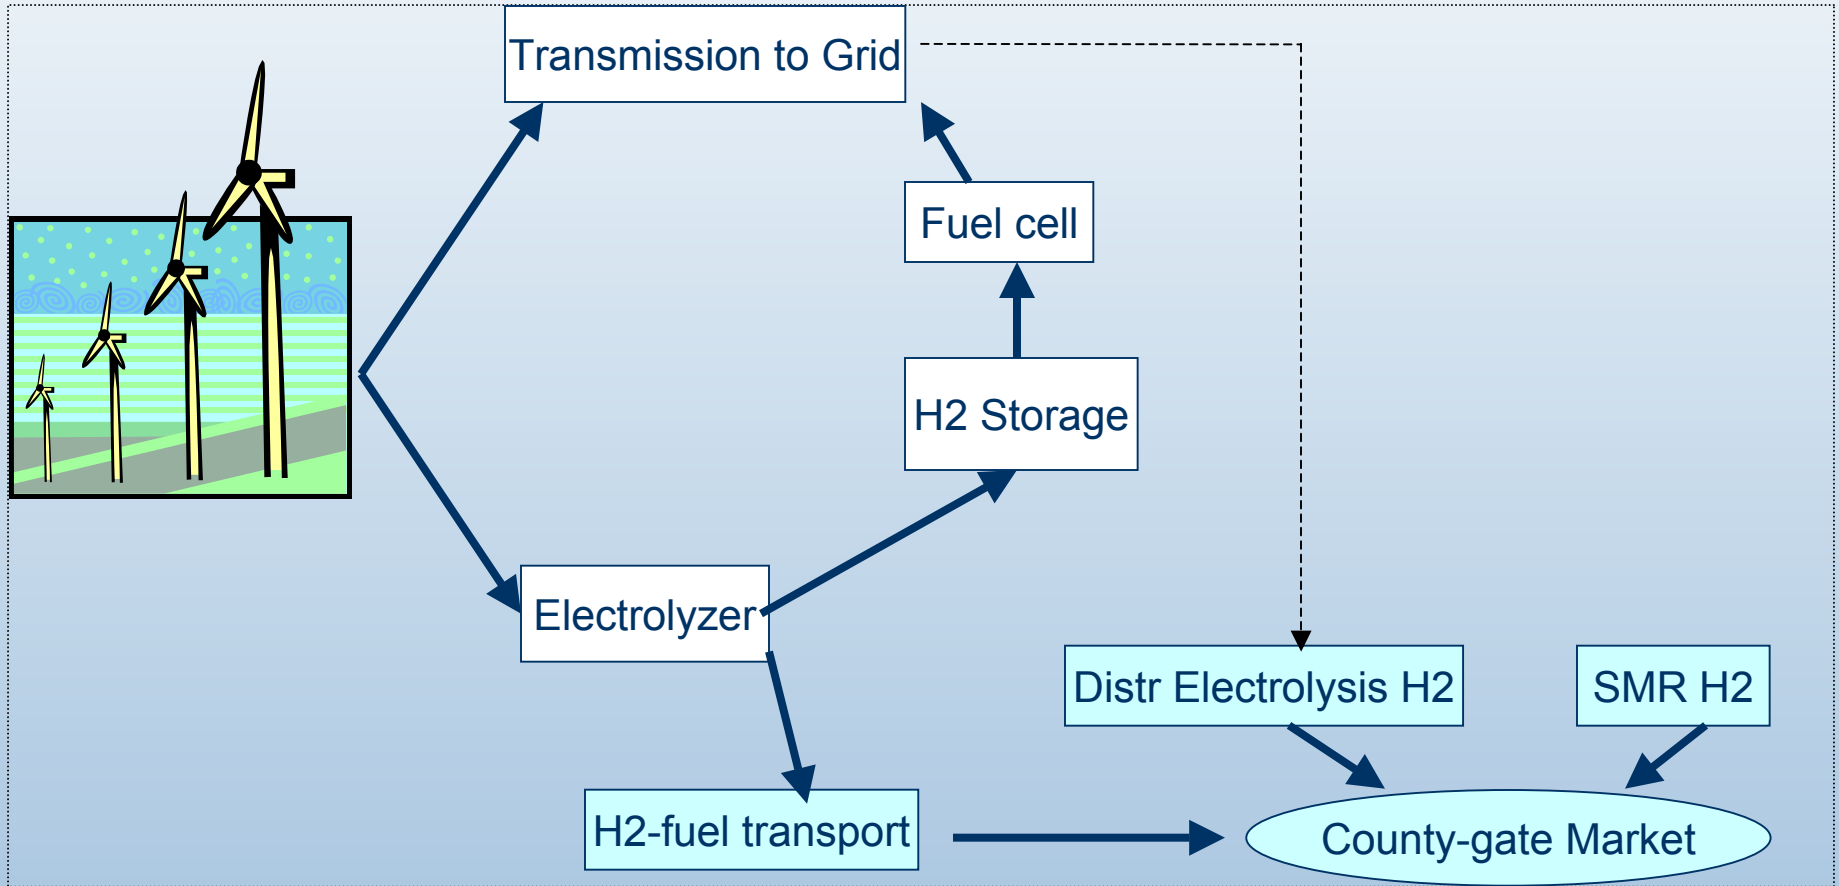 Transmission to Grid
Fuel cell
H2 Storage
Electrolyzer
Distr Electrolysis H2
SMR H2
H2-fuel transport
County-gate Market